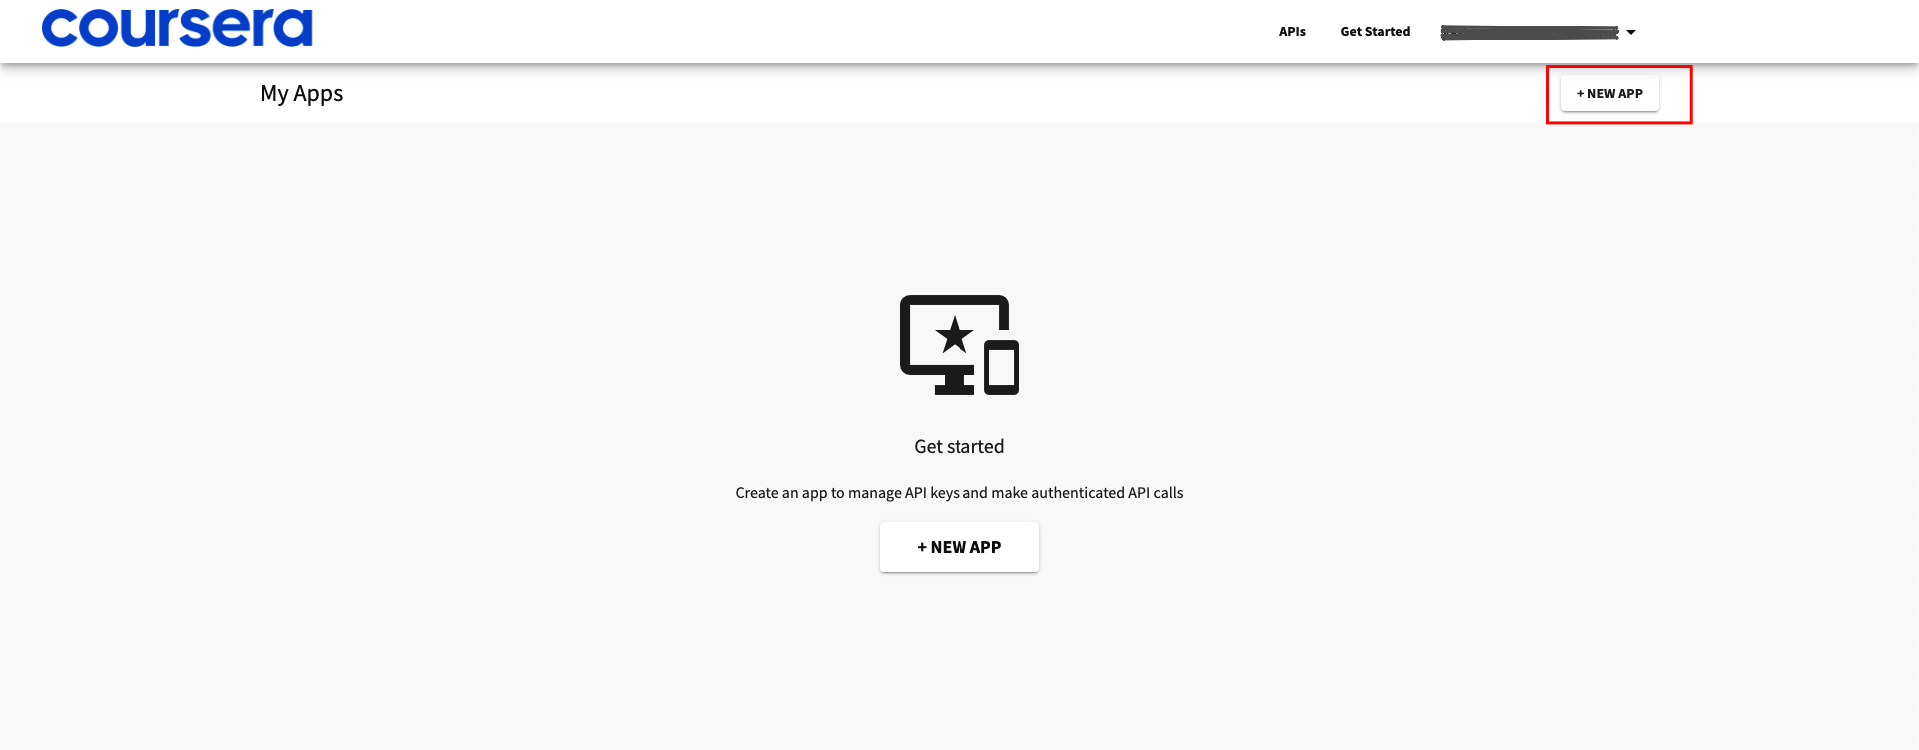 coursera
APIs
Get Started
My Apps
+ NEW APP
Get started
Create an app to manage API keys and make authenticated API calls
+ NEW APP